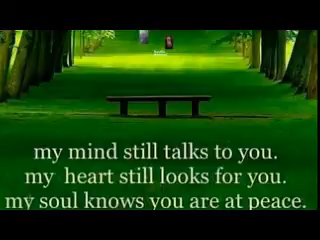 my mind still talks to you.
my heart still looks for you.
my soul knows you are at peace.